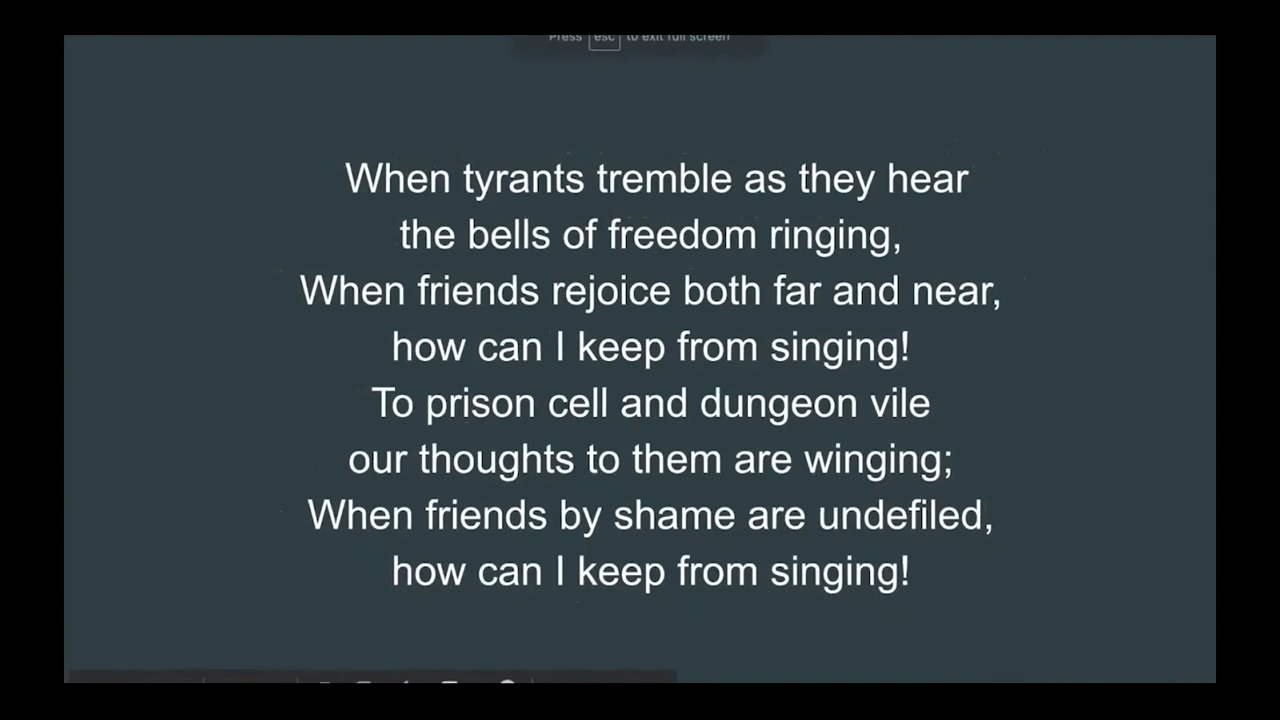 Press esc to exit full screen
When tyrants tremble as they hear
the bells of freedom ringing,
When friends rejoice both far and near,
how can I keep from singing!
To prison cell and dungeon vile
our thoughts to them are winging;
When friends by shame are undefiled,
how can I keep from singing!